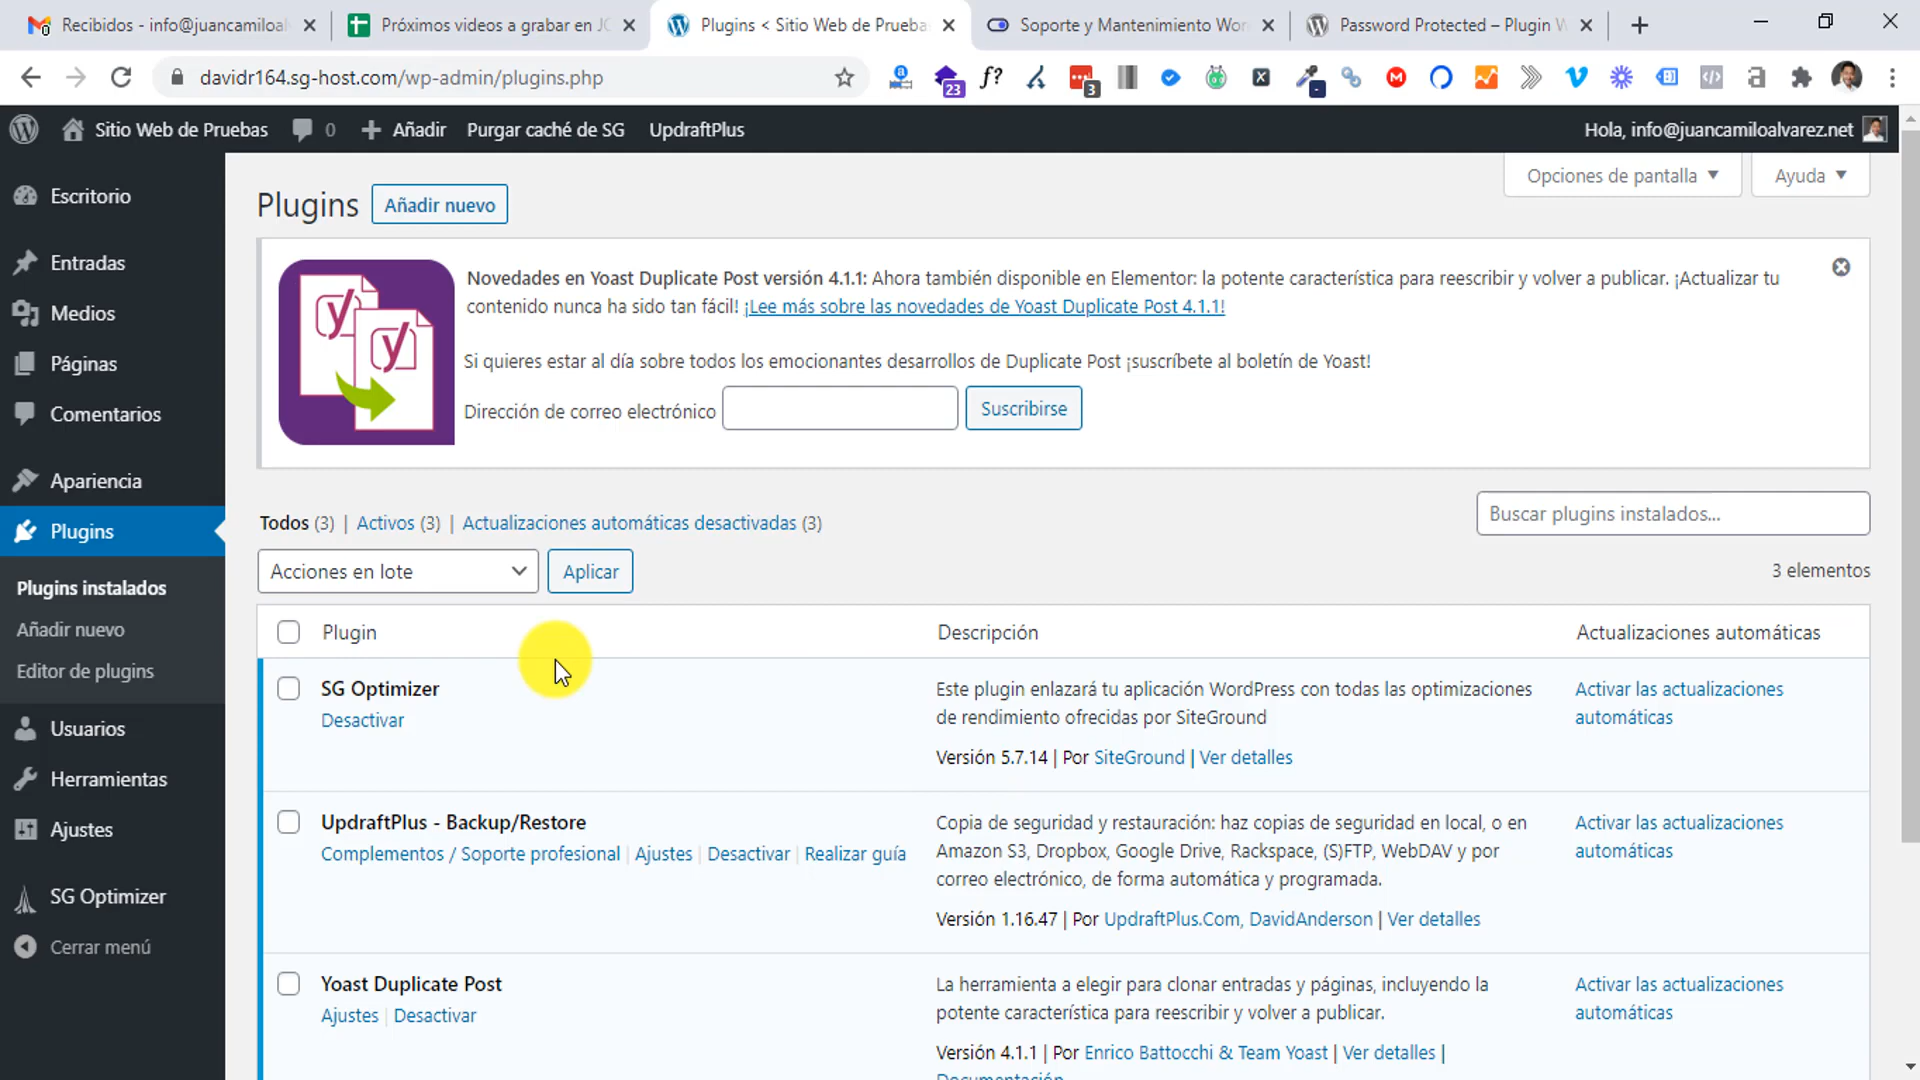 Recibidos - info@juancamiloal
Próximos videos a grabar en JC
Plugins < Sitio Web de Prueba
Soporte y Mantenimiento Wor
Password Protected – Plugin W
davidr164.sg-host.com/wp-admin/plugins.php
23
f?
3
Sitio Web de Pruebas
0
Añadir
Purgar caché de SG
UpdraftPlus
Hola, info@juancamiloalvarez.net
Escritorio
Entradas
Medios
Páginas
Comentarios
Apariencia
Plugins
Plugins instalados
Añadir nuevo
Editor de plugins
Usuarios
Herramientas
Ajustes
SG Optimizer
Cerrar menú
Opciones de pantalla
Ayuda
Plugins
Añadir nuevo
Novedades en Yoast Duplicate Post versión 4.1.1: Ahora también disponible en Elementor: la potente característica para reescribir y volver a publicar. ¡Actualizar tu
contenido nunca ha sido tan fácil! ¡Lee más sobre las novedades de Yoast Duplicate Post 4.1.1!
Si quieres estar al día sobre todos los emocionantes desarrollos de Duplicate Post ¡suscríbete al boletín de Yoast!
Dirección de correo electrónico
Suscribirse
Todos (3) | Activos (3) | Actualizaciones automáticas desactivadas (3)
Buscar plugins instalados...
Acciones en lote
Aplicar
3 elementos
Plugin
Descripción
Actualizaciones automáticas
SG Optimizer
Desactivar
Este plugin enlazará tu aplicación WordPress con todas las optimizaciones
de rendimiento ofrecidas por SiteGround
Versión 5.7.14 | Por SiteGround | Ver detalles
Activar las actualizaciones
automáticas
UpdraftPlus - Backup/Restore
Complementos / Soporte profesional | Ajustes | Desactivar | Realizar guía
Copia de seguridad y restauración: haz copias de seguridad en local, o en
Amazon S3, Dropbox, Google Drive, Rackspace, (S)FTP, WebDAV y por
correo electrónico, de forma automática y programada.
Versión 1.16.47 | Por UpdraftPlus.Com, DavidAnderson | Ver detalles
Activar las actualizaciones
automáticas
Yoast Duplicate Post
Ajustes | Desactivar
La herramienta a elegir para clonar entradas y páginas, incluyendo la
potente característica para reescribir y volver a publicar.
Versión 4.1.1 | Por Enrico Battocchi & Team Yoast | Ver detalles |
Documentación
Activar las actualizaciones
automáticas